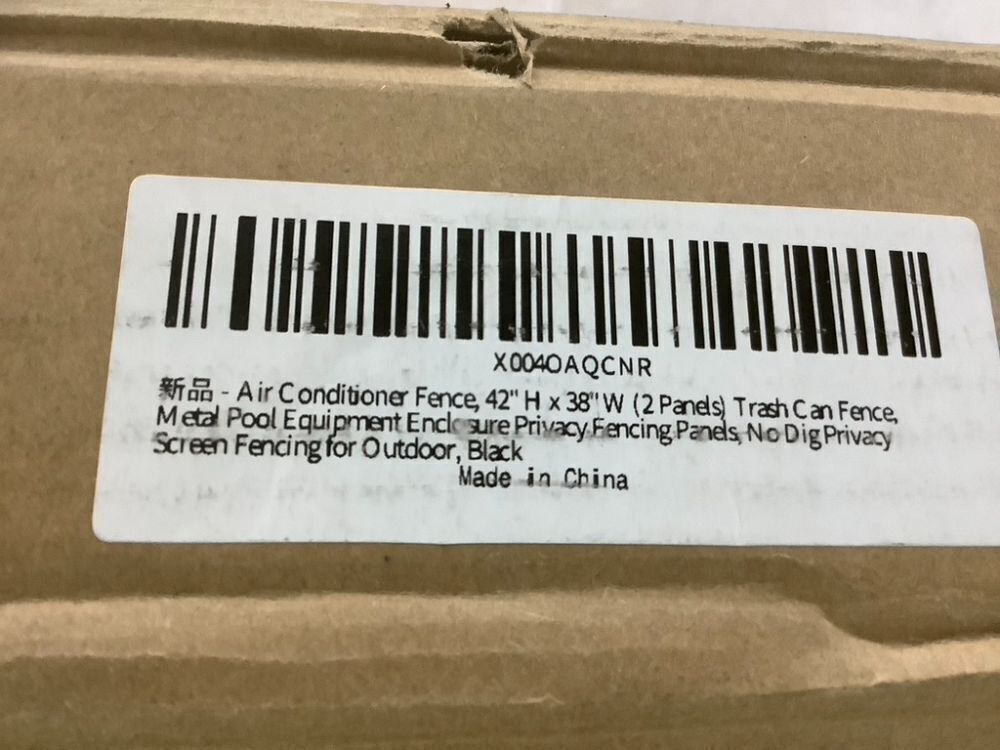 X004OAQCNR
新品 - Air Conditioner Fence, 42" H x 38" W (2 Panels) Trash Can Fence,
Metal Pool Equipment Enclosure Privacy Fencing Panels, No Dig Privacy
Screen Fencing for Outdoor, Black
Made in China